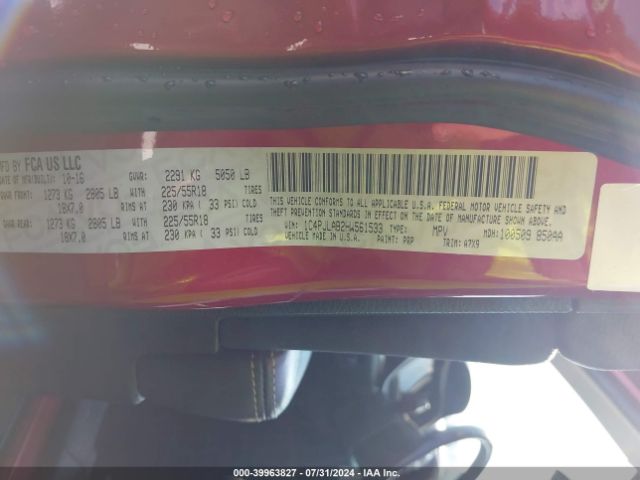 MFD BY FCA US LLC
DATE OF MFR/BUILT: 10-16 GVWR: 2291 KG 5050 LB
GAWR FRONT: 1273 KG 2805 LB WITH 225/55R18 TIRES
18X7.0 RIMS AT 230 KPA ( 33 PSI) COLD
GAWR REAR: 1273 KG 2805 LB WITH 225/55R18 TIRES
18X7.0 RIMS AT 230 KPA ( 33 PSI) COLD
THIS VEHICLE CONFORMS TO ALL APPLICABLE U.S.A. FEDERAL MOTOR VEHICLE SAFETY AND
THEFT PREVENTION STANDARDS IN EFFECT ON THE DATE OF MANUFACTURE SHOWN ABOVE.
VIN: 1C4PJLAB2HW561533 TYPE: MPV MDH: 100509 850AA
VEHICLE MADE IN U.S.A. PAINT: PRP TRIM: A7X9
000-39963827 - 07/31/2024 - IAA Inc.